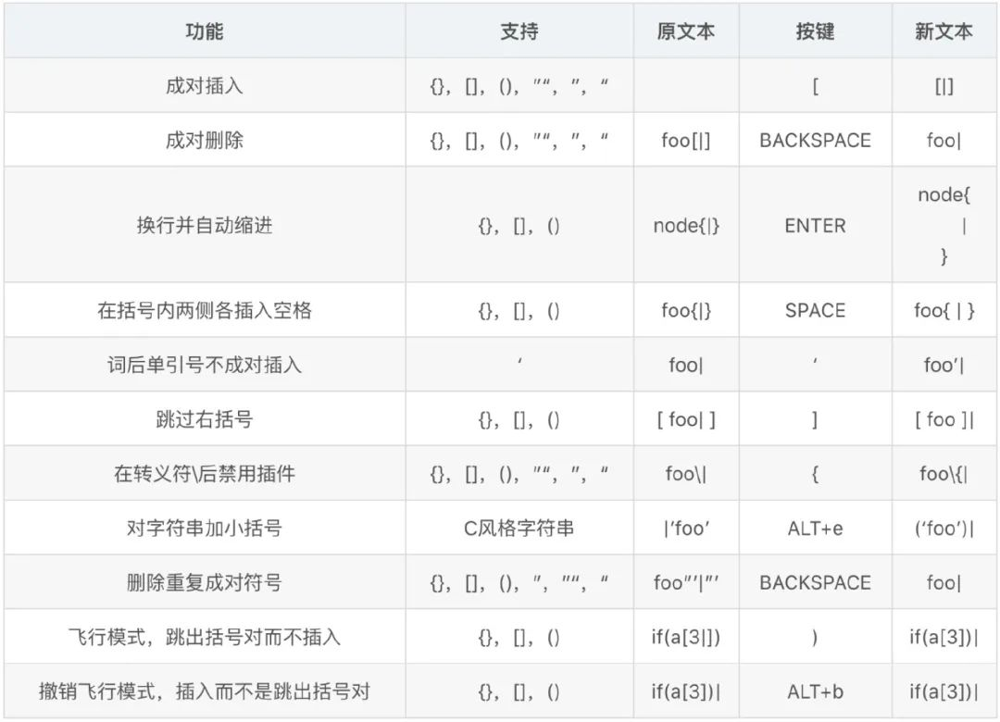 功能 支持 原文本 按键 新文本
成对插入 {}, [], (), ″“, ″, “ [ [|]
成对删除 {}, [], (), ″“, ″, “ foo[|] BACKSPACE foo|
换行并自动缩进 {}, [], () node{|} ENTER node{
|
}
在括号内两侧各插入空格 {}, [], () foo{|} SPACE foo{ | }
词后单引号不成对插入 ‘ foo| ‘ foo’|
跳过右括号 {}, [], () [ foo| ] ] [ foo ]|
在转义符\后禁用插件 {}, [], (), ″“, ″, “ foo\| { foo\{|
对字符串加小括号 C风格字符串 |’foo’ ALT+e (‘foo’)|
删除重复成对符号 {}, [], (), ″, ″“, “ foo″’|″’ BACKSPACE foo|
飞行模式，跳出括号对而不插入 {}, [], () if(a[3|]) ) if(a[3])|
撤销飞行模式，插入而不是跳出括号对 {}, [], () if(a[3])| ALT+b if(a[3])|